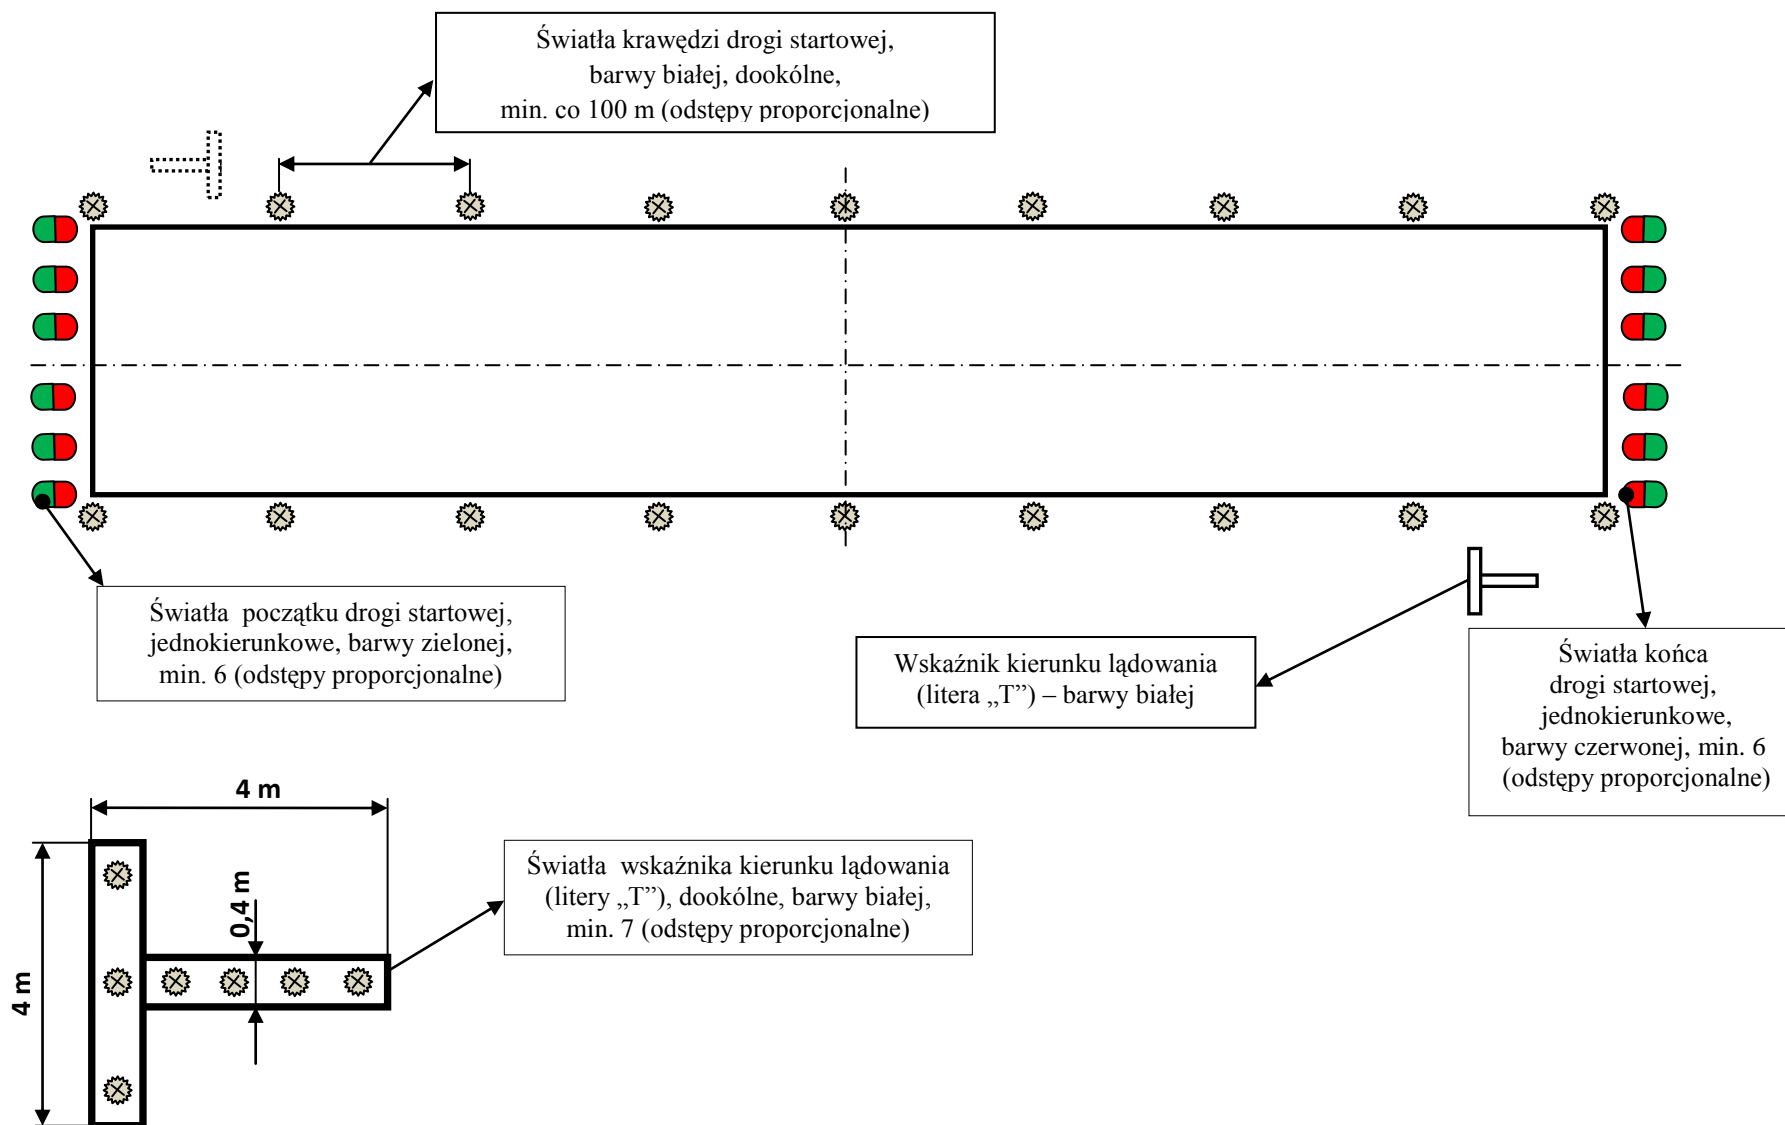 Światła krawędzi drogi startowej,
barwy białej, dookólne,
min. co 100 m (odstępy proporcjonalne)
Światła początku drogi startowej,
jednokierunkowe, barwy zielonej,
min. 6 (odstępy proporcjonalne)
Wskaźnik kierunku lądowania
(litera „T”) – barwy białej
Światła końca
drogi startowej,
jednokierunkowe,
barwy czerwonej, min. 6
(odstępy proporcjonalne)
4 m
4 m
0,4 m
Światła wskaźnika kierunku lądowania
(litery „T”), dookólne, barwy białej,
min. 7 (odstępy proporcjonalne)